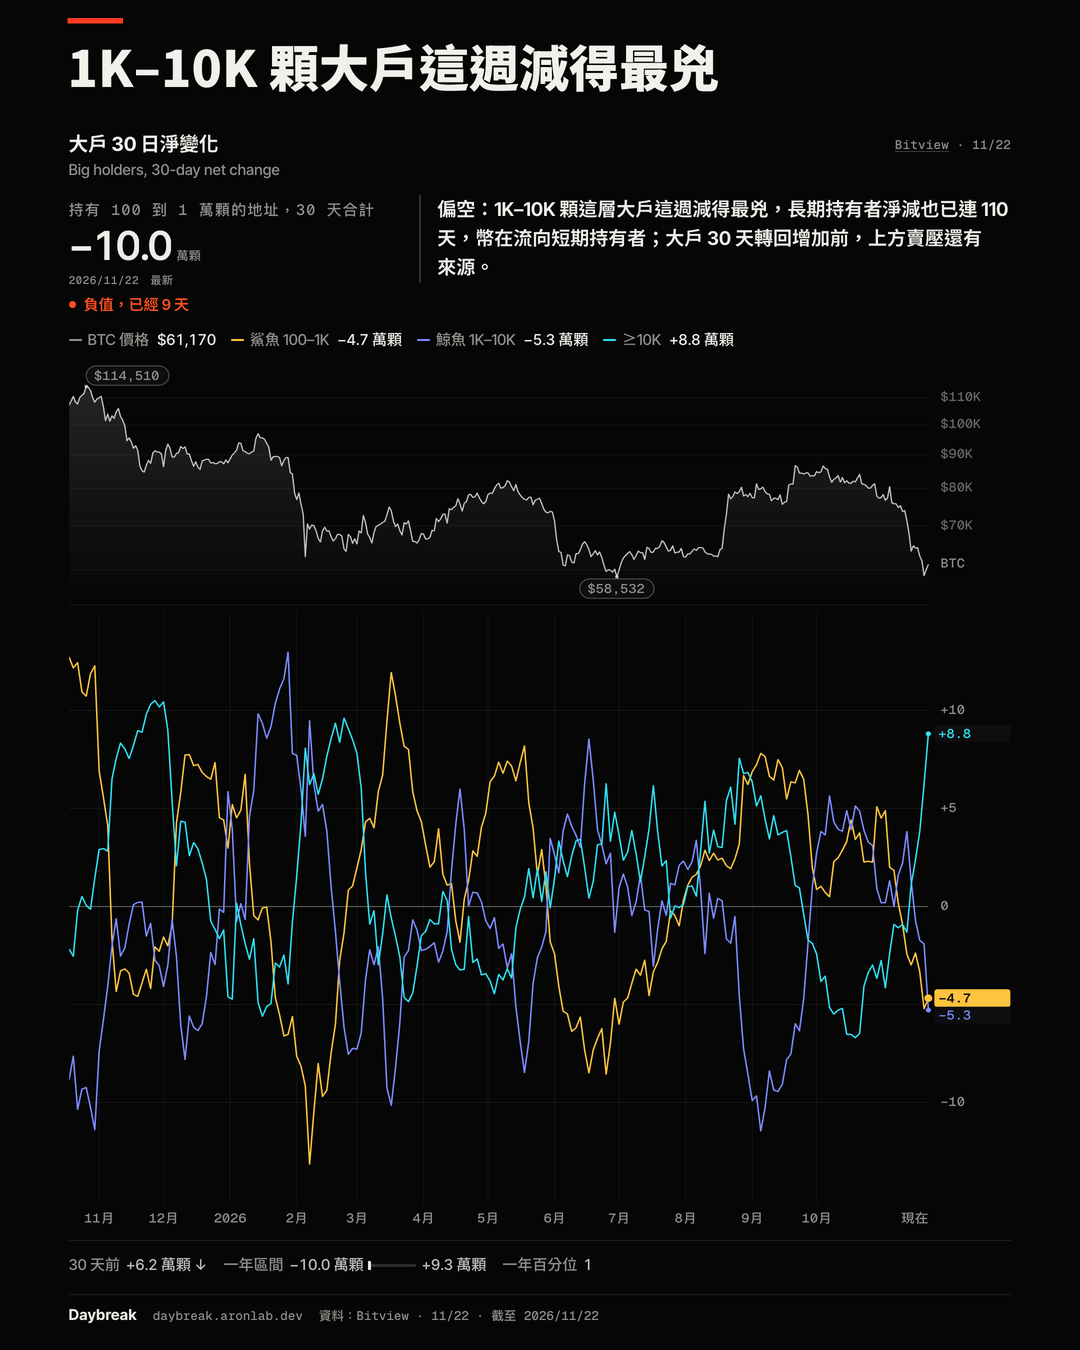 1K–10K 顆大戶這週減得最兇
大戶 30 日淨變化
Bitview · 11/22
Big holders, 30-day net change
持有 100 到 1 萬顆的地址，30 天合計
−10.0 萬顆
2026/11/22 最新
負值，已經 9 天
偏空：1K–10K 顆這層大戶這週減得最兇，長期持有者淨減也已連 110
天，幣在流向短期持有者；大戶 30 天轉回增加前，上方賣壓還有
來源。
BTC 價格 $61,170 鯊魚 100–1K −4.7 萬顆 鯨魚 1K–10K −5.3 萬顆 ≥10K +8.8 萬顆
$114,510
$110K
$100K
$90K
$80K
$70K
BTC
$58,532
+10
+8.8
+5
0
−4.7
−5.3
−10
11月 12月 2026 2月 3月 4月 5月 6月 7月 8月 9月 10月 現在
30 天前 +6.2 萬顆 ↓ 一年區間 −10.0 萬顆 +9.3 萬顆 一年百分位 1
Daybreak daybreak.aronlab.dev 資料：Bitview · 11/22 · 截至 2026/11/22